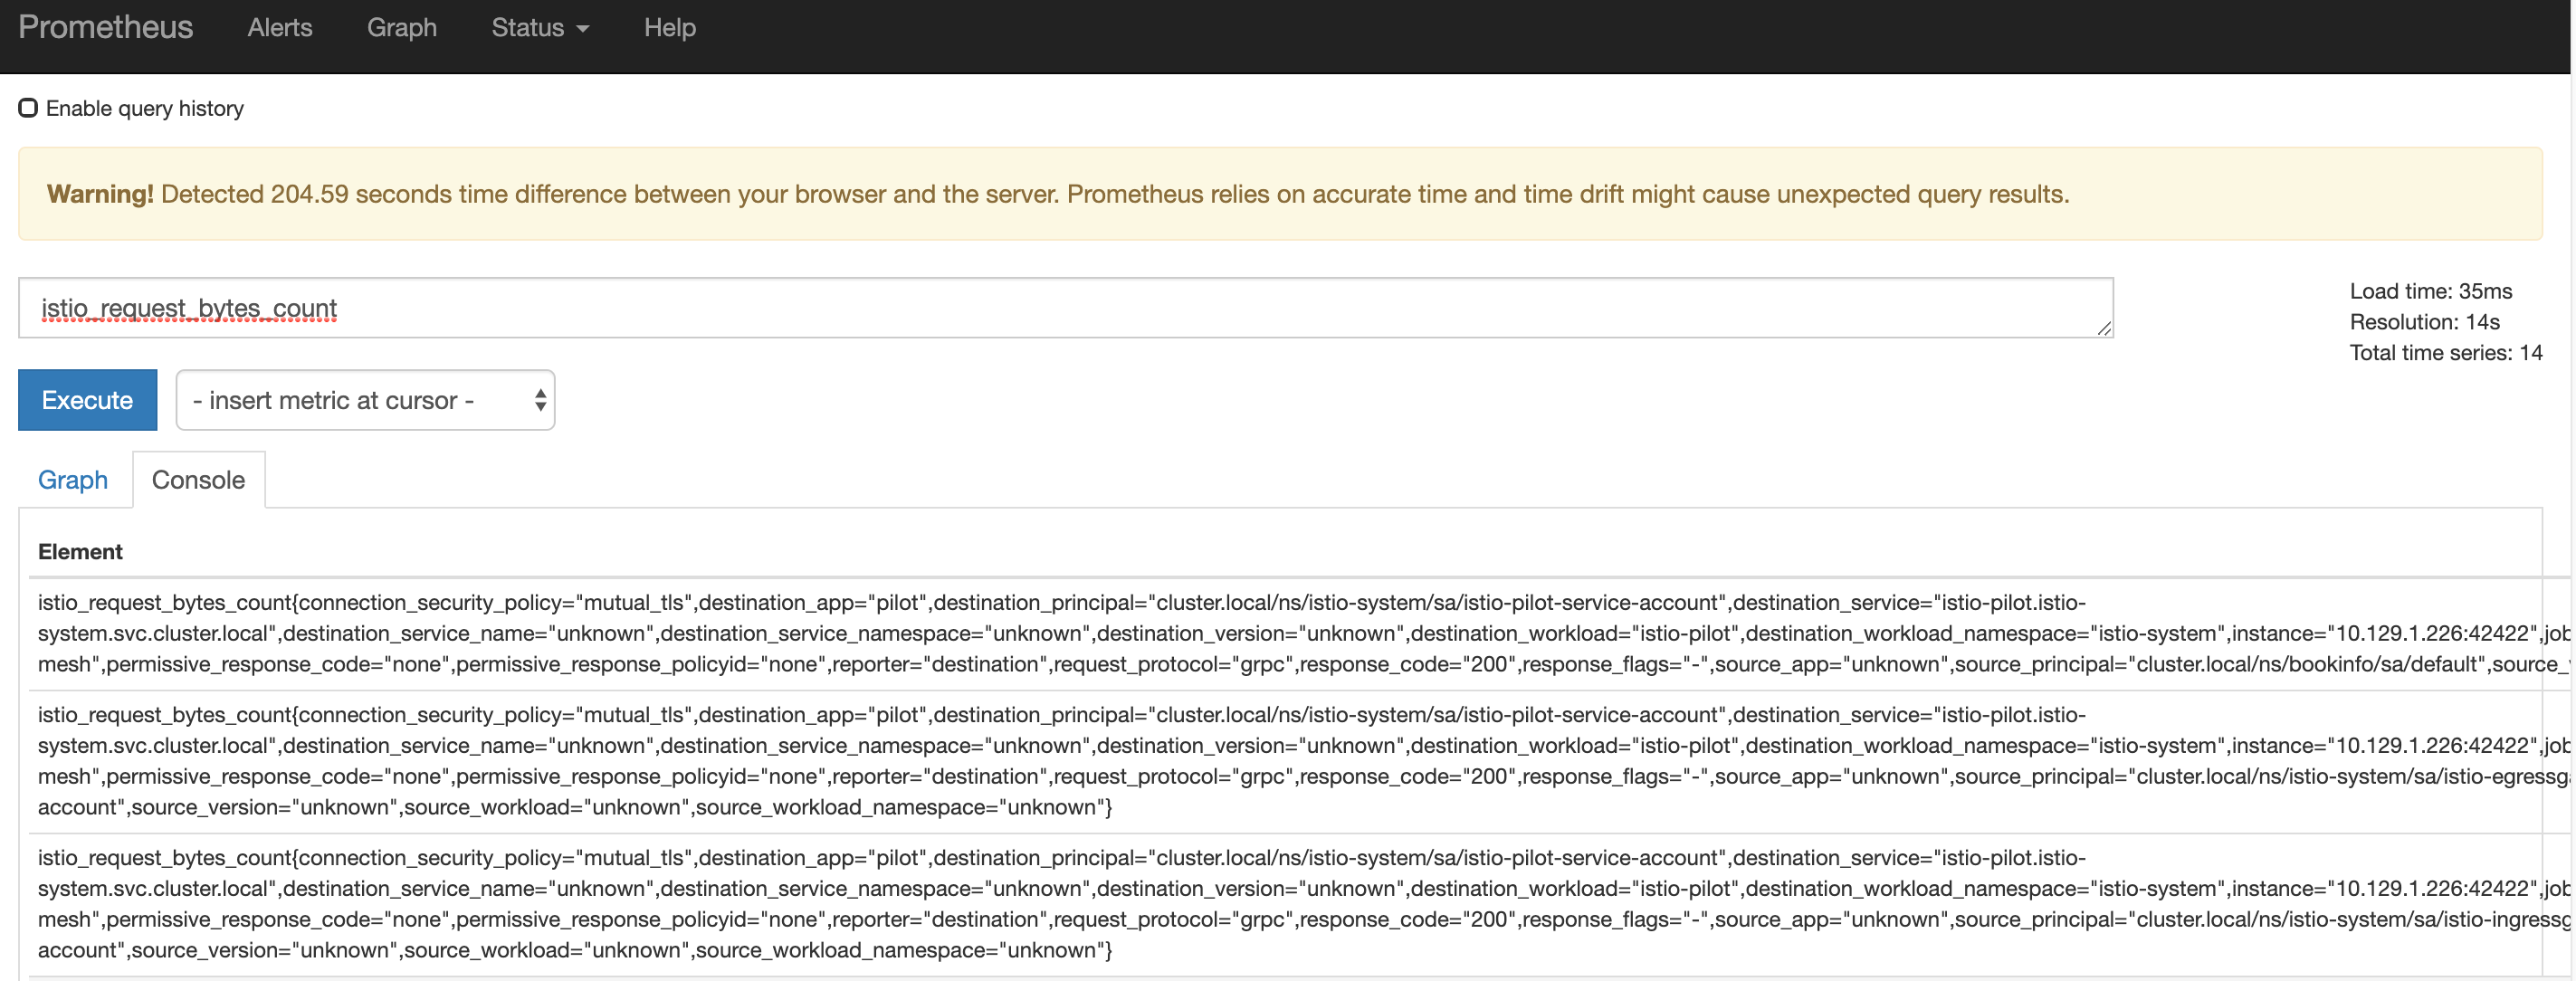 Prometheus Alerts Graph Status Help
Enable query history
Warning! Detected 204.59 seconds time difference between your browser and the server. Prometheus relies on accurate time and time drift might cause unexpected query results.
istio_request_bytes_count
Load time: 35ms
Resolution: 14s
Total time series: 14
Execute - insert metric at cursor -
Graph Console
Element
istio_request_bytes_count{connection_security_policy="mutual_tls",destination_app="pilot",destination_principal="cluster.local/ns/istio-system/sa/istio-pilot-service-account",destination_service="istio-pilot.istio-
system.svc.cluster.local",destination_service_name="unknown",destination_service_namespace="unknown",destination_version="unknown",destination_workload="istio-pilot",destination_workload_namespace="istio-system",instance="10.129.1.226:42422",job
mesh",permissive_response_code="none",permissive_response_policyid="none",reporter="destination",request_protocol="grpc",response_code="200",response_flags="-",source_app="unknown",source_principal="cluster.local/ns/bookinfo/sa/default",source_
istio_request_bytes_count{connection_security_policy="mutual_tls",destination_app="pilot",destination_principal="cluster.local/ns/istio-system/sa/istio-pilot-service-account",destination_service="istio-pilot.istio-
system.svc.cluster.local",destination_service_name="unknown",destination_service_namespace="unknown",destination_version="unknown",destination_workload="istio-pilot",destination_workload_namespace="istio-system",instance="10.129.1.226:42422",job
mesh",permissive_response_code="none",permissive_response_policyid="none",reporter="destination",request_protocol="grpc",response_code="200",response_flags="-",source_app="unknown",source_principal="cluster.local/ns/istio-system/sa/istio-egressga
account",source_version="unknown",source_workload="unknown",source_workload_namespace="unknown"}
istio_request_bytes_count{connection_security_policy="mutual_tls",destination_app="pilot",destination_principal="cluster.local/ns/istio-system/sa/istio-pilot-service-account",destination_service="istio-pilot.istio-
system.svc.cluster.local",destination_service_name="unknown",destination_service_namespace="unknown",destination_version="unknown",destination_workload="istio-pilot",destination_workload_namespace="istio-system",instance="10.129.1.226:42422",job
mesh",permissive_response_code="none",permissive_response_policyid="none",reporter="destination",request_protocol="grpc",response_code="200",response_flags="-",source_app="unknown",source_principal="cluster.local/ns/istio-system/sa/istio-ingressg
account",source_version="unknown",source_workload="unknown",source_workload_namespace="unknown"}